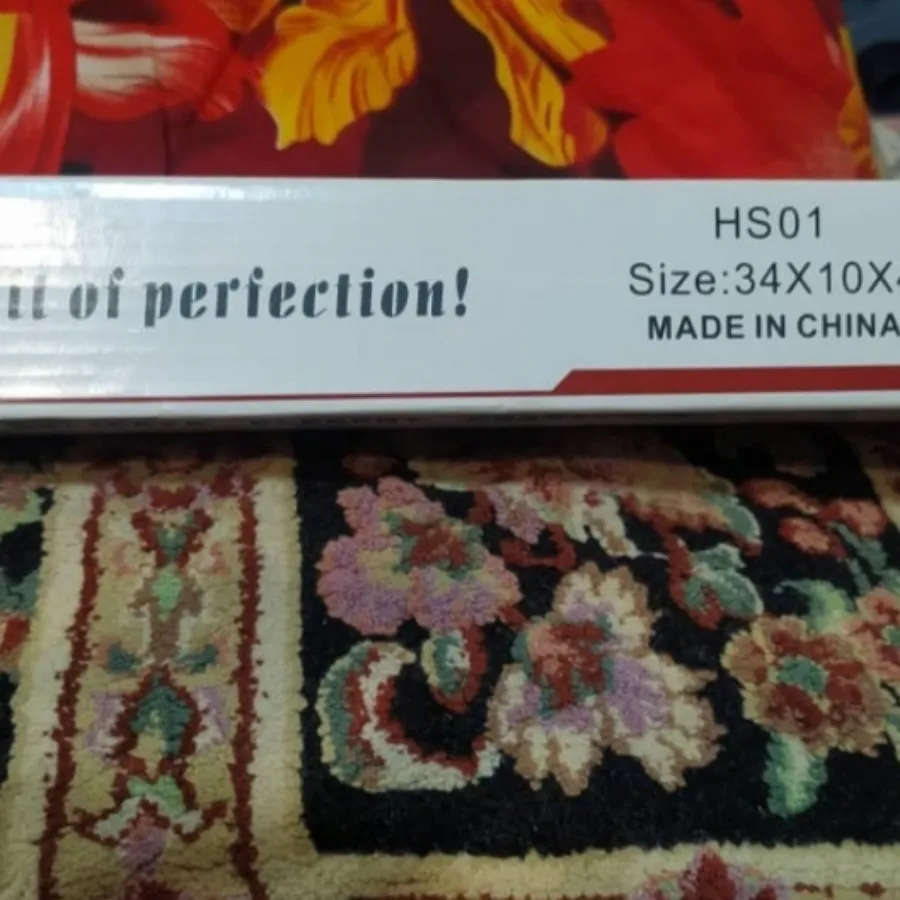 of perfection!
HS01
Size:34X10X4
MADE IN CHINA